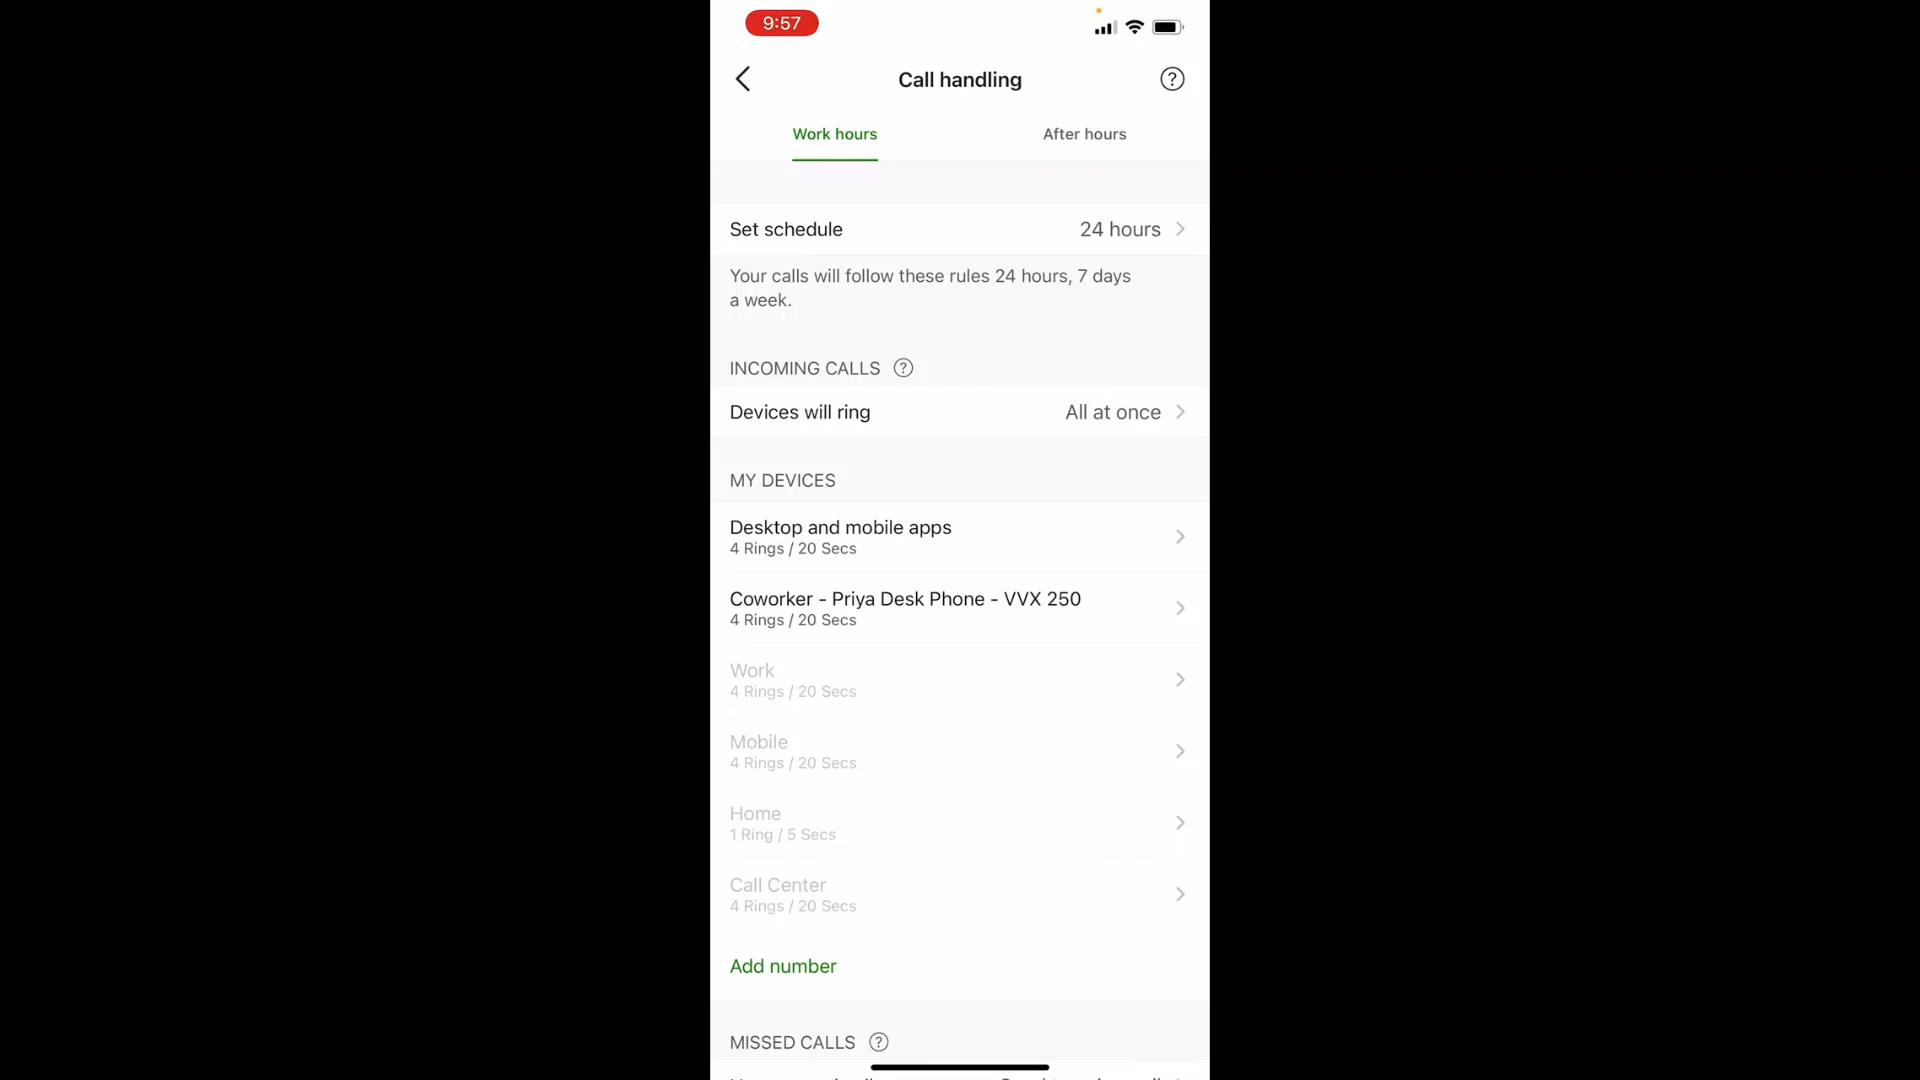 9:57
Call handling
Work hours
After hours
Set schedule
24 hours
Your calls will follow these rules 24 hours, 7 days
a week.
INCOMING CALLS
Devices will ring
All at once
MY DEVICES
Desktop and mobile apps
4 Rings / 20 Secs
Coworker - Priya Desk Phone - VVX 250
4 Rings / 20 Secs
Work
4 Rings / 20 Secs
Mobile
4 Rings / 20 Secs
Home
1 Ring / 5 Secs
Call Center
4 Rings / 20 Secs
Add number
MISSED CALLS